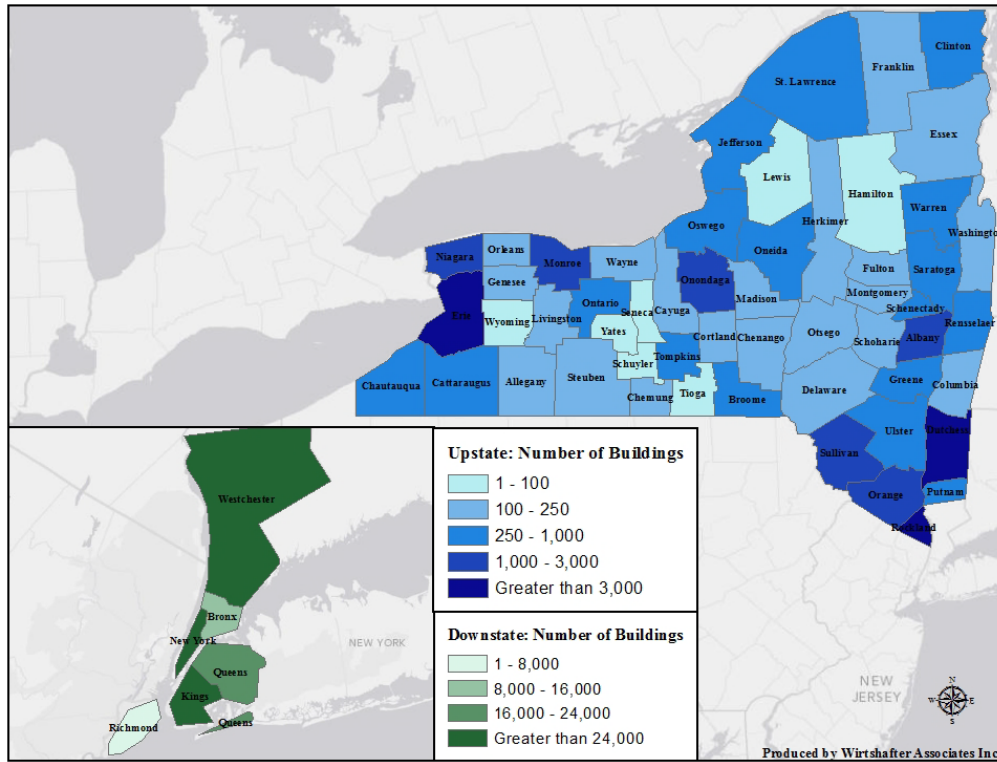 Clinton
Franklin
St. Lawrence
Essex
Jefferson
Lewis
Hamilton
Warren
Herkimer
Washington
Oswego
Oneida
Saratoga
Niagara
Orleans
Monroe
Wayne
Onondaga
Fulton
Genesee
Montgomery
Madison
Ontario
Seneca
Cayuga
Schenectady
Erie
Wyoming
Livingston
Rensselaer
Yates
Otsego
Albany
Cortland
Chenango
Schoharie
Schuyler
Tompkins
Steuben
Chautauqua
Cattaraugus
Allegany
Greene
Columbia
Delaware
Chemung
Tioga
Broome
Ulster
Dutchess
Sullivan
Orange
Putnam
Rockland
Westchester
Bronx
New York
NEW YORK
Queens
Kings
Queens
Richmond
Upstate: Number of Buildings
1 - 100
100 - 250
250 - 1,000
1,000 - 3,000
Greater than 3,000
Downstate: Number of Buildings
1 - 8,000
8,000 - 16,000
16,000 - 24,000
Greater than 24,000
NEW
JERSEY
N
W E
S
Produced by Wirtshafter Associates Inc